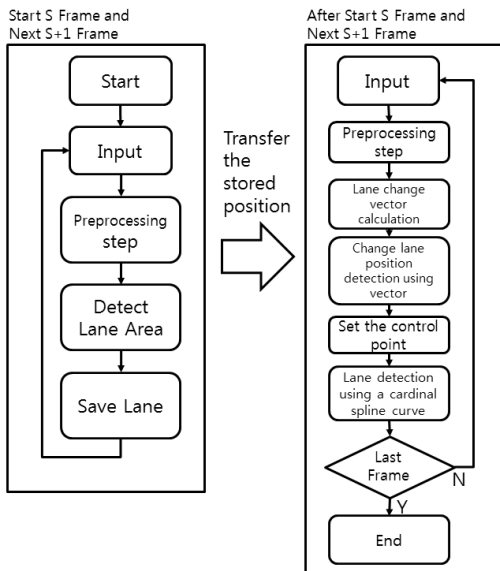 Start S Frame and
Next S+1 Frame
Start
Input
Preprocessing
step
Detect
Lane Area
Save Lane
Transfer
the
stored
position
After Start S Frame and
Next S+1 Frame
Input
Preprocessing
step
Lane change
vector
calculation
Change lane
position
detection using
vector
Set the control
point
Lane detection
using a cardinal
spline curve
Last
Frame
N
Y
End